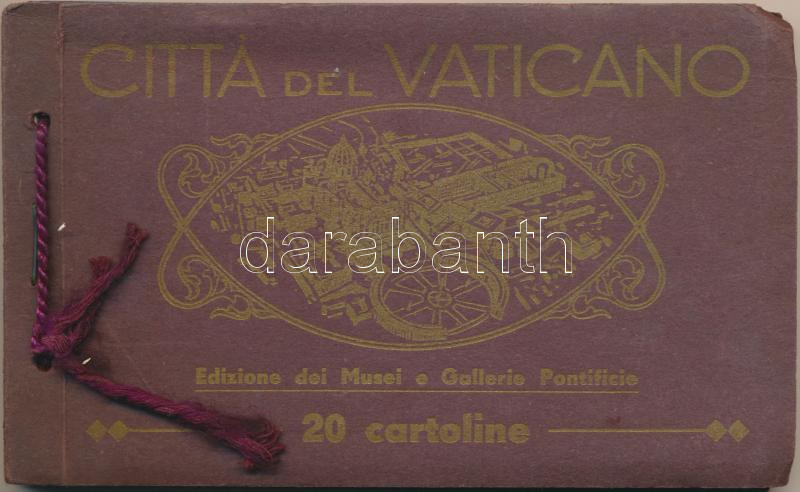 CITTÀ DEL VATICANO
darabanth
Edizione dei Musei e Gallerie Pontificie
20 cartoline